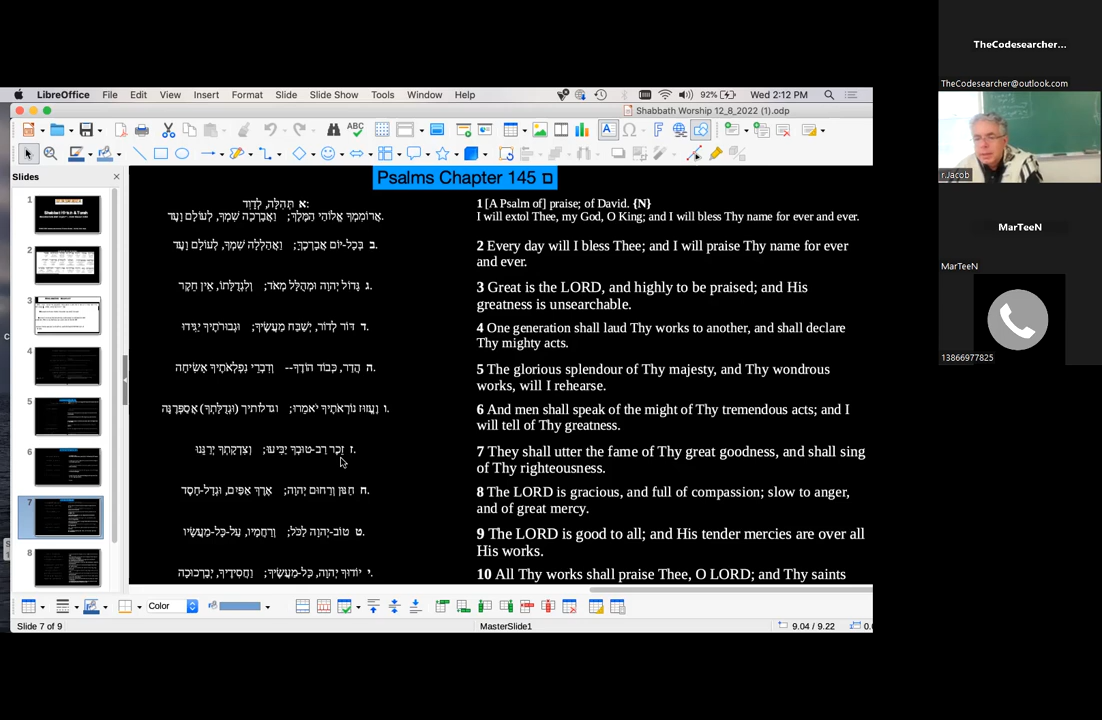 LibreOffice File Edit View Insert Format Slide Slide Show Tools Window Help
92% Wed 2:12 PM
Shabbath Worship 12_8_2022 (1).odp
Slides
1
2
3
4
5
6
7
8
Psalms Chapter 145 ם
א תְּהִלָּה, לְדָוִד:
אֲרוֹמִמְךָ אֱלוֹהַי הַמֶּלֶךְ; וַאֲבָרְכָה שִׁמְךָ, לְעוֹלָם וָעֶד
ב בְּכָל-יוֹם אֲבָרְכֶךָּ; וַאֲהַלְלָה שִׁמְךָ, לְעוֹלָם וָעֶד.
ג גָּדוֹל יְהוָה וּמְהֻלָּל מְאֹד; וְלִגְדֻלָּתוֹ, אֵין חֵקֶר.
ד דּוֹר לְדוֹר, יְשַׁבַּח מַעֲשֶׂיךָ; וּגְבוּרֹתֶיךָ יַגִּידוּ.
ה הֲדַר, כְּבוֹד הוֹדֶךָ-- וְדִבְרֵי נִפְלְאֹתֶיךָ אָשִׂיחָה.
ו וֶעֱזוּז נוֹרְאֹתֶיךָ יֹאמֵרוּ; וגדלותיך (וּגְדֻלָּתְךָ) אֲסַפְּרֶנָּה.
ז זֵכֶר רַב-טוּבְךָ יַבִּיעוּ; וְצִדְקָתְךָ יְרַנֵּנוּ.
ח חַנּוּן וְרַחוּם יְהוָה; אֶרֶךְ אַפַּיִם, וּגְדָל-חָסֶד.
ט טוֹב-יְהוָה לַכֹּל; וְרַחֲמָיו, עַל-כָּל-מַעֲשָׂיו.
י יוֹדוּךָ יְהוָה, כָּל-מַעֲשֶׂיךָ; וַחֲסִידֶיךָ, יְבָרְכוּכָה.
1 [A Psalm of] praise; of David. {N}
I will extol Thee, my God, O King; and I will bless Thy name for ever and ever.
2 Every day will I bless Thee; and I will praise Thy name for ever
and ever.
3 Great is the LORD, and highly to be praised; and His
greatness is unsearchable.
4 One generation shall laud Thy works to another, and shall declare
Thy mighty acts.
5 The glorious splendour of Thy majesty, and Thy wondrous
works, will I rehearse.
6 And men shall speak of the might of Thy tremendous acts; and I
will tell of Thy greatness.
7 They shall utter the fame of Thy great goodness, and shall sing
of Thy righteousness.
8 The LORD is gracious, and full of compassion; slow to anger,
and of great mercy.
9 The LORD is good to all; and His tender mercies are over all
His works.
10 All Thy works shall praise Thee, O LORD; and Thy saints
Color
Slide 7 of 9
MasterSlide1
9.04 / 9.22
TheCodesearcher...
TheCodesearcher@outlook.com
r.Jacob
MarTeeN
MarTeeN
13866977825